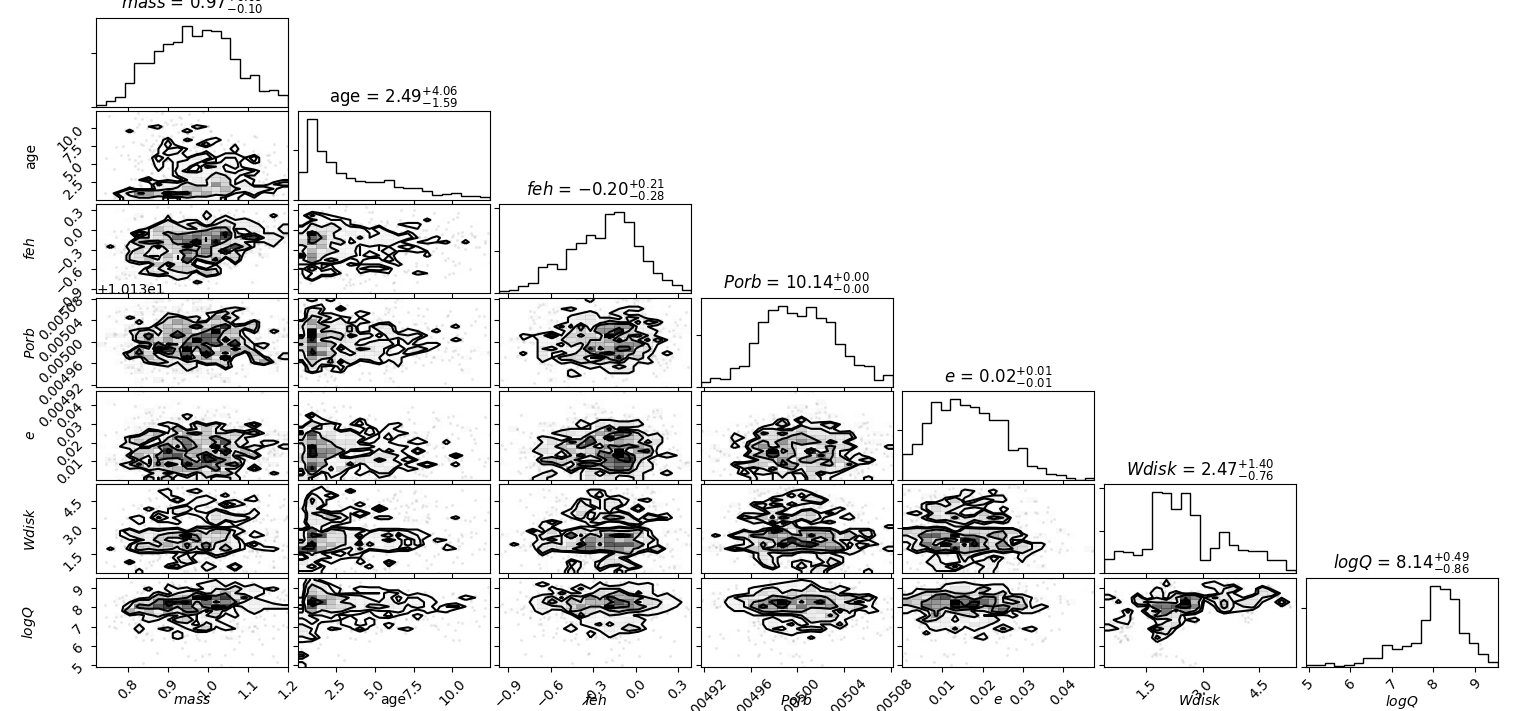 mass = 0.97 −0.10
age = 2.49 +4.06 −1.59
feh = −0.20 +0.21 −0.28
Porb = 10.14 +0.00 −0.00
e = 0.02 +0.01 −0.01
Wdisk = 2.47 +1.40 −0.76
logQ = 8.14 +0.49 −0.86
age
10.0
7.5
5.0
2.5
feh
0.3
0.0
−0.3
−0.6
−0.9
+1.013e1
Porb
0.00508
0.00504
0.00500
0.00496
0.00492
e
0.04
0.03
0.02
0.01
Wdisk
4.5
3.0
1.5
logQ
9
8
7
6
5
0.8 0.9 1.0 1.1 1.2
mass
2.5 5.0 7.5 10.0
age
−0.9 −0.6 −0.3 0.0 0.3
feh
00492 00496 00500 00504 00508
Porb
0.01 0.02 0.03 0.04
e
1.5 3.0 4.5
Wdisk
5 6 7 8 9
logQ